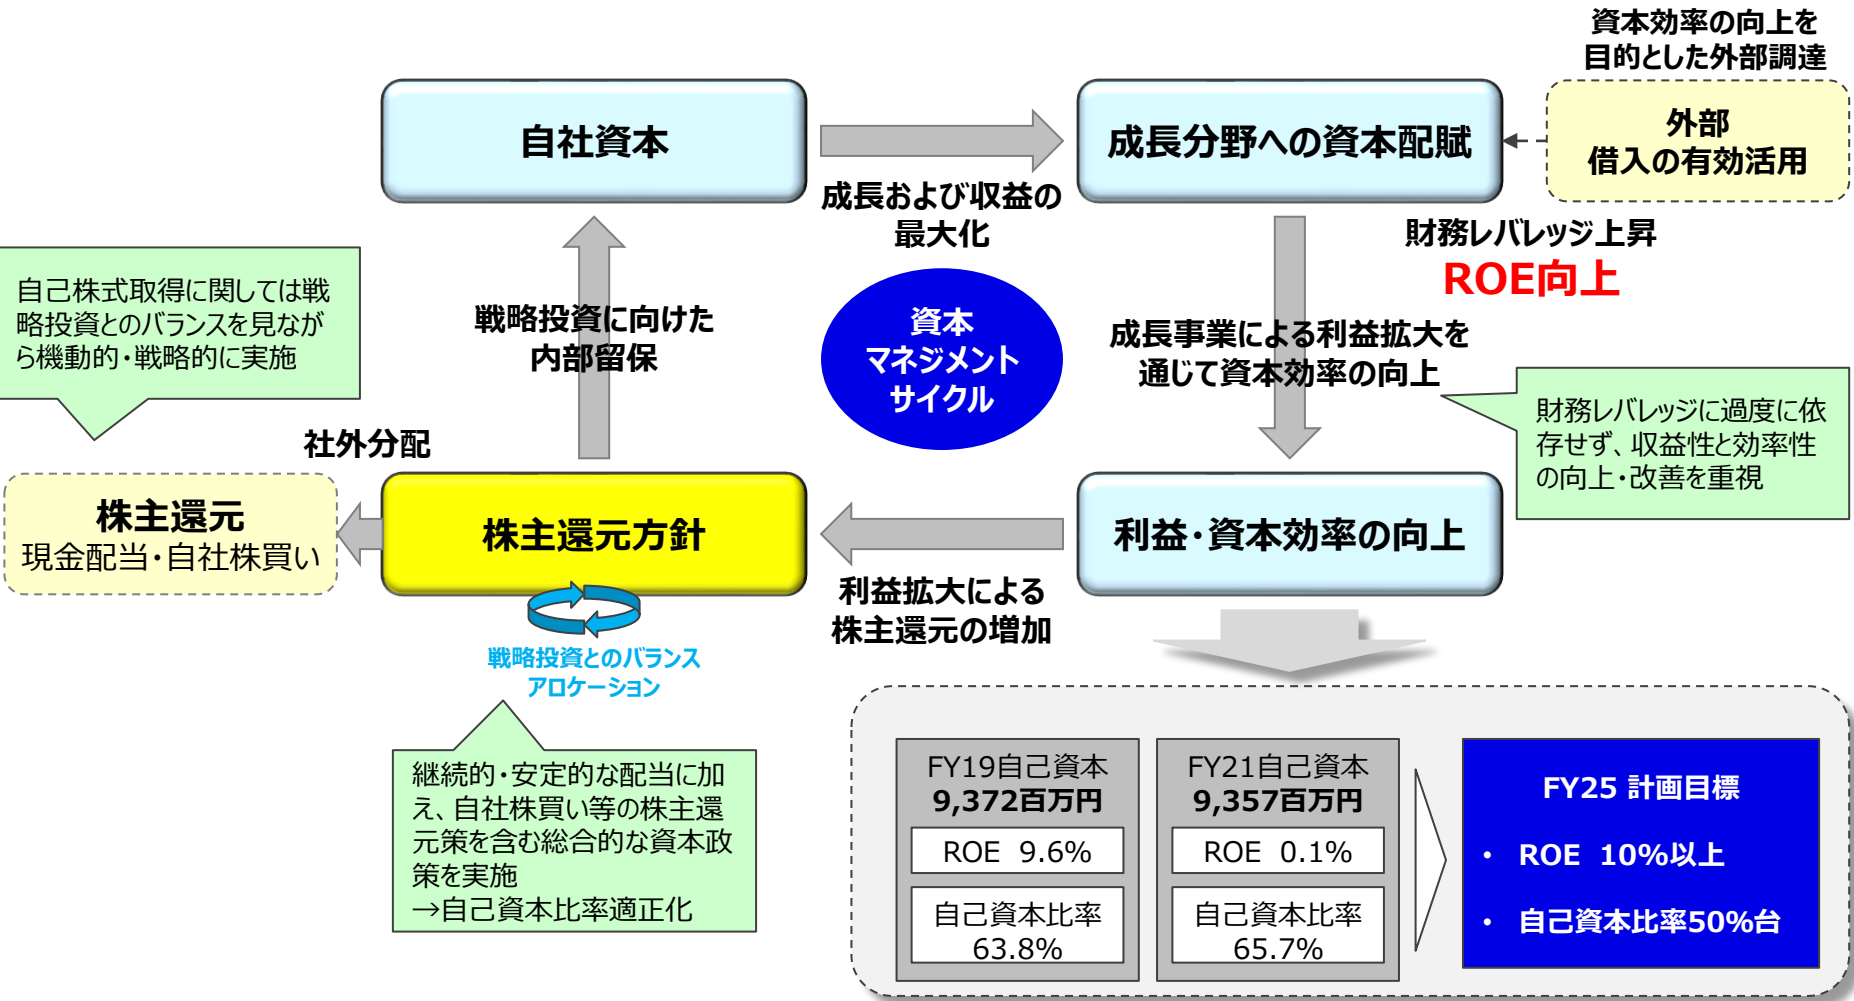 資本効率の向上を
目的とした外部調達
自社資本
成長分野への資本配賦
外部
借入の有効活用
成長および収益の
最大化
財務レバレッジ上昇
ROE向上
自己株式取得に関しては戦
略投資とのバランスを見なが
ら機動的・戦略的に実施
戦略投資に向けた
内部留保
資本
マネジメント
サイクル
成長事業による利益拡大を
通じて資本効率の向上
財務レバレッジに過度に依
存せず、収益性と効率性
の向上・改善を重視
社外分配
株主還元
現金配当・自社株買い
株主還元方針
利益・資本効率の向上
利益拡大による
株主還元の増加
戦略投資とのバランス
アロケーション
継続的・安定的な配当に加
え、自社株買い等の株主還
元策を含む総合的な資本政
策を実施
→自己資本比率適正化
FY19自己資本
9,372百万円
ROE 9.6%
自己資本比率
63.8%
FY21自己資本
9,357百万円
ROE 0.1%
自己資本比率
65.7%
FY25 計画目標
・ ROE 10%以上
・ 自己資本比率50%台